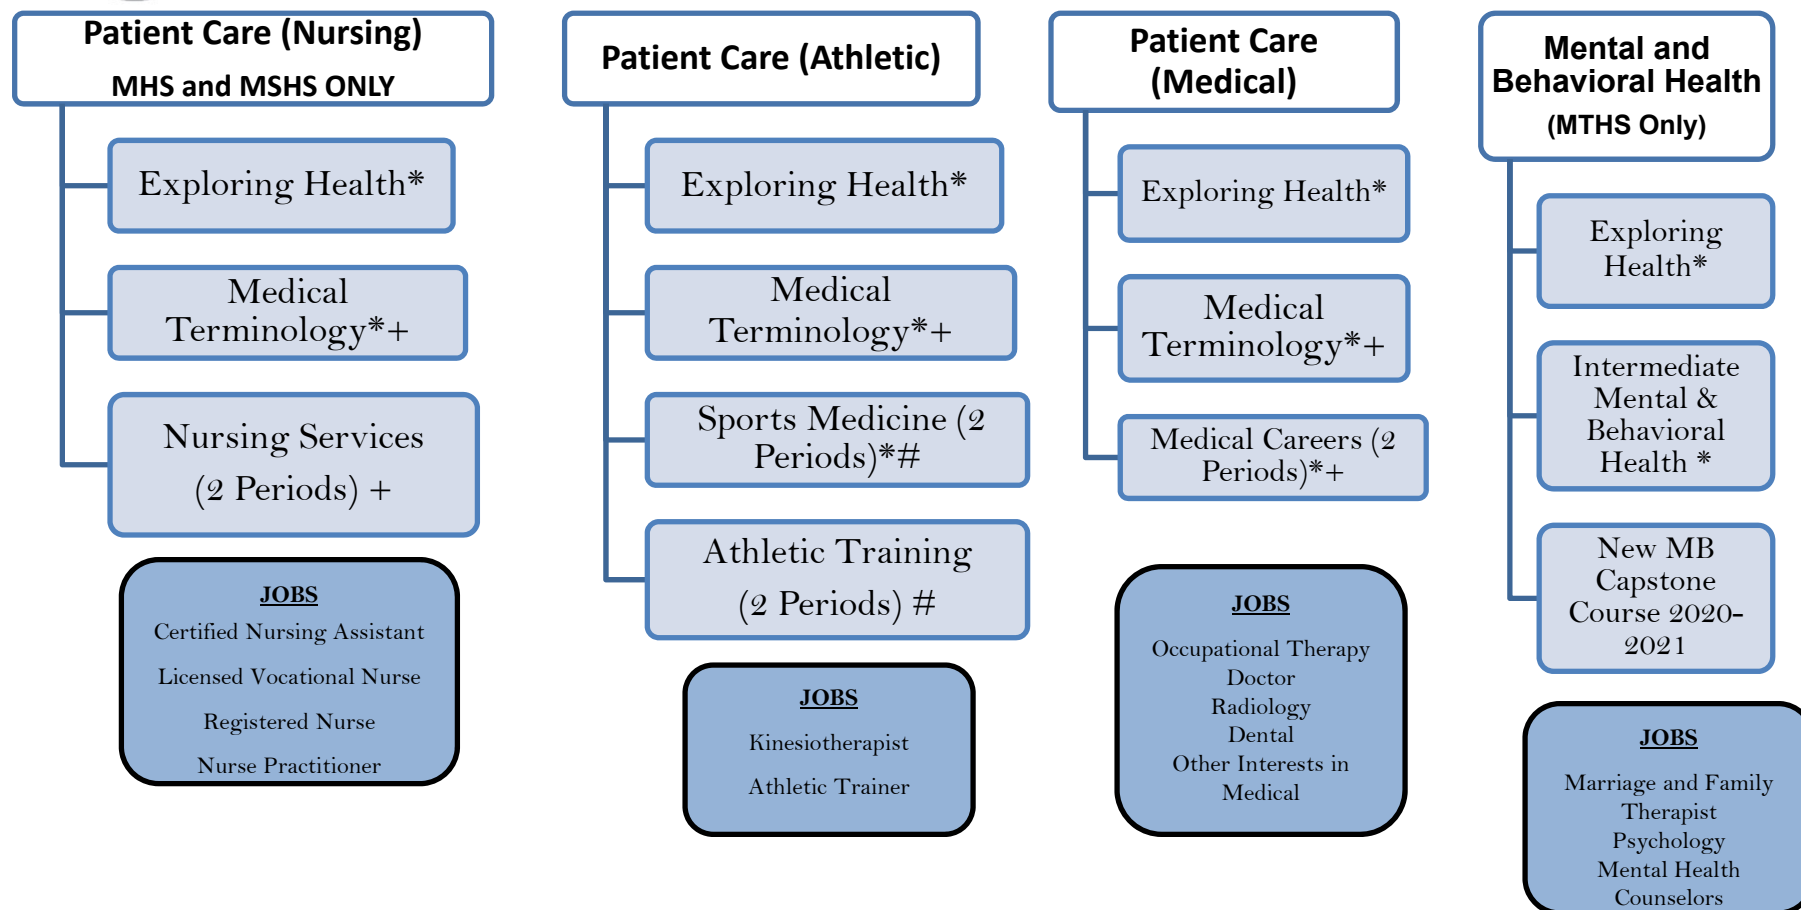 Patient Care (Nursing)
MHS and MSHS ONLY
Exploring Health*
Medical
Terminology*+
Nursing Services
(2 Periods) +
JOBS
Certified Nursing Assistant
Licensed Vocational Nurse
Registered Nurse
Nurse Practitioner
Patient Care (Athletic)
Exploring Health*
Medical
Terminology*+
Sports Medicine (2
Periods)*#
Athletic Training
(2 Periods) #
JOBS
Kinesiotherapist
Athletic Trainer
Patient Care
(Medical)
Exploring Health*
Medical
Terminology*+
Medical Careers (2
Periods)*+
JOBS
Occupational Therapy
Doctor
Radiology
Dental
Other Interests in
Medical
Mental and
Behavioral Health
(MTHS Only)
Exploring
Health*
Intermediate
Mental &
Behavioral
Health *
New MB
Capstone
Course 2020-
2021
JOBS
Marriage and Family
Therapist
Psychology
Mental Health
Counselors